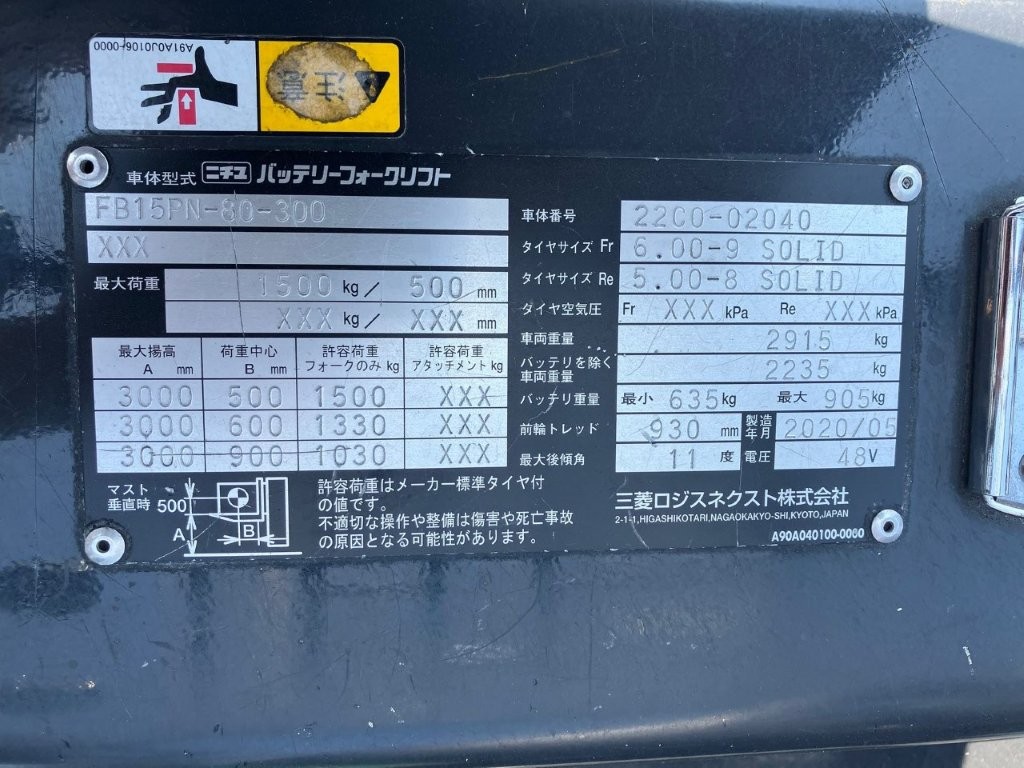 A91A0J0106-0000
注意
車体型式 ニチユ バッテリーフォークリフト
FB15PN-80-300
XXX
最大荷重 1500 kg／ 500 mm
XXX kg／ XXX mm
最大揚高 A mm 荷重中心 B mm 許容荷重 フォークのみ kg 許容荷重 アタッチメント kg
3000 500 1500 XXX
3000 600 1330 XXX
3000 900 1030 XXX
マスト
垂直時 500
A
B
許容荷重はメーカー標準タイヤ付
の値です。
不適切な操作や整備は傷害や死亡事故
の原因となる可能性があります。
車体番号 22C0-02040
タイヤサイズ Fr 6.00-9 SOLID
タイヤサイズ Re 5.00-8 SOLID
タイヤ空気圧 Fr XXX kPa Re XXX kPa
車両重量 2915 kg
バッテリを除く
車両重量 2235 kg
バッテリ重量 最小 635kg 最大 905kg
前輪トレッド 930 mm 製造年月 2020/05
最大後傾角 11 度 電圧 48V
三菱ロジスネクスト株式会社
2-1-1,HIGASHIKOTARI,NAGAOKAKYO-SHI,KYOTO,JAPAN
A90A040100-0060